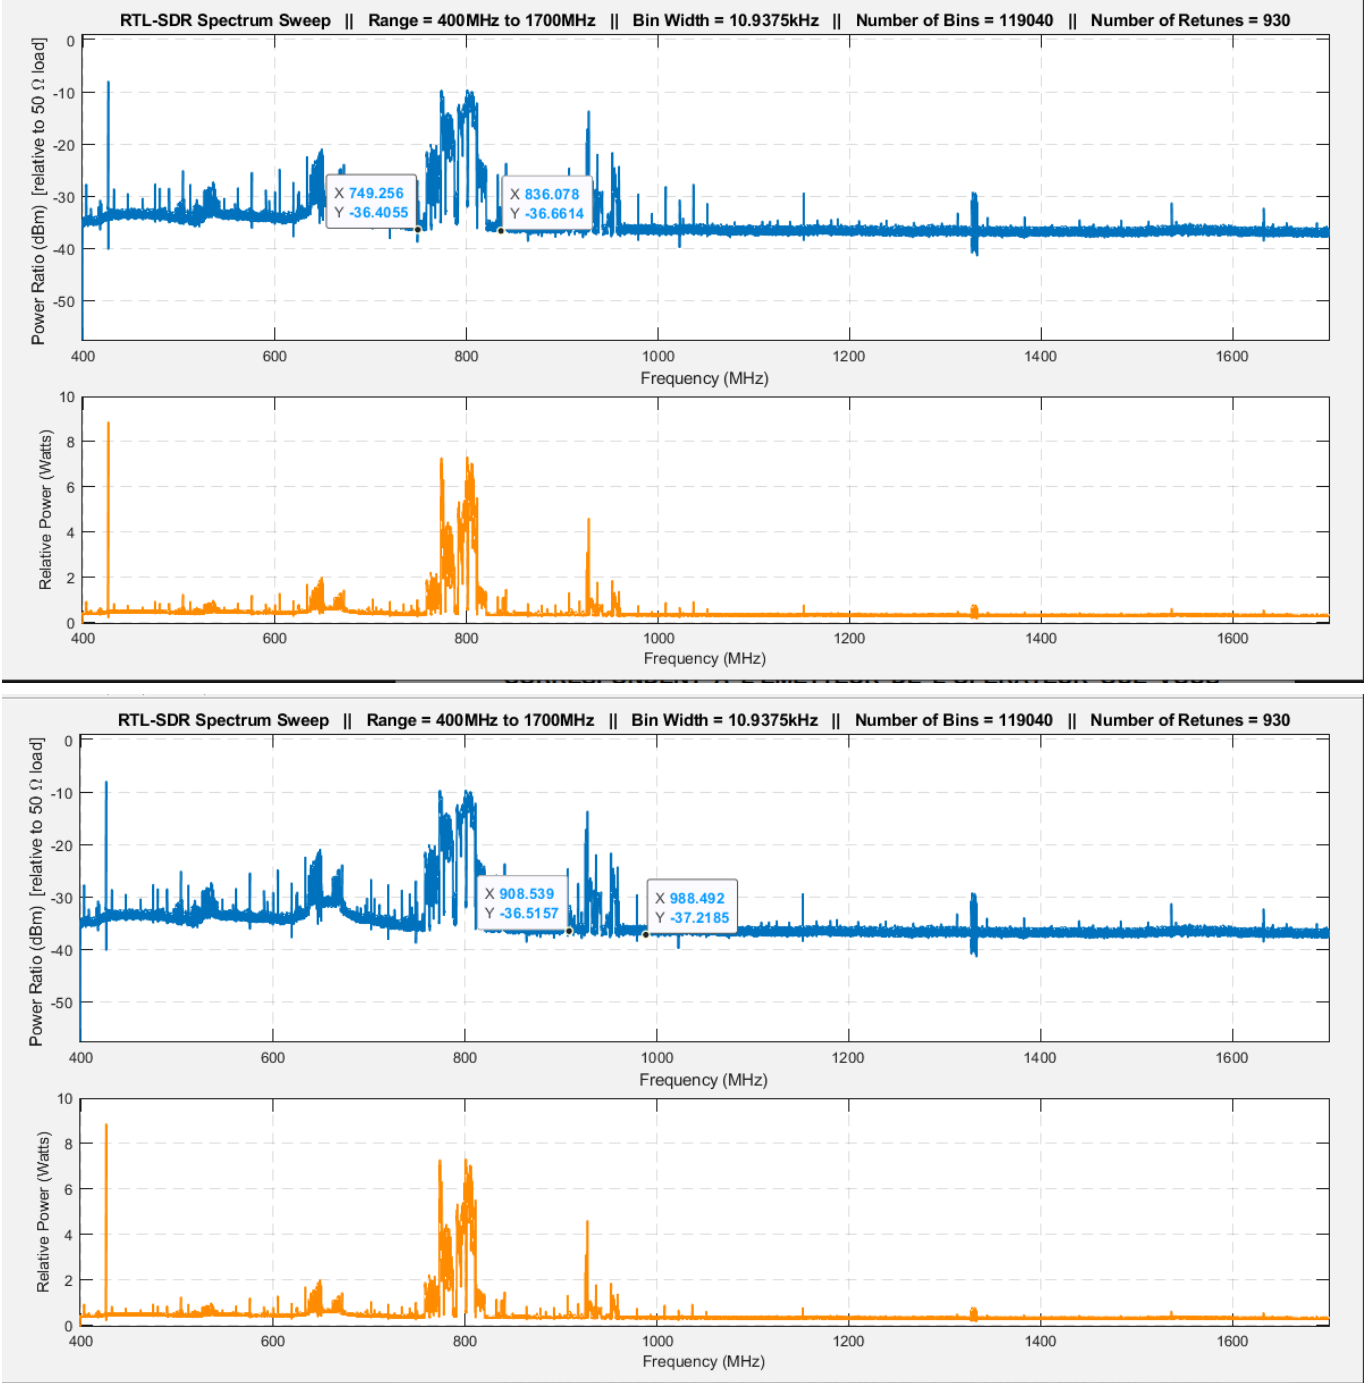 RTL-SDR Spectrum Sweep || Range = 400MHz to 1700MHz || Bin Width = 10.9375kHz || Number of Bins = 119040 || Number of Retunes = 930
Power Ratio (dBm) [relative to 50 Ω load]
0
-10
-20
-30
-40
-50
X 749.256
Y -36.4055
X 836.078
Y -36.6614
400 600 800 1000 1200 1400 1600
Frequency (MHz)
Relative Power (Watts)
10
8
6
4
2
0
400 600 800 1000 1200 1400 1600
Frequency (MHz)
RTL-SDR Spectrum Sweep || Range = 400MHz to 1700MHz || Bin Width = 10.9375kHz || Number of Bins = 119040 || Number of Retunes = 930
Power Ratio (dBm) [relative to 50 Ω load]
0
-10
-20
-30
-40
-50
X 908.539
Y -36.5157
X 988.492
Y -37.2185
400 600 800 1000 1200 1400 1600
Frequency (MHz)
Relative Power (Watts)
10
8
6
4
2
0
400 600 800 1000 1200 1400 1600
Frequency (MHz)